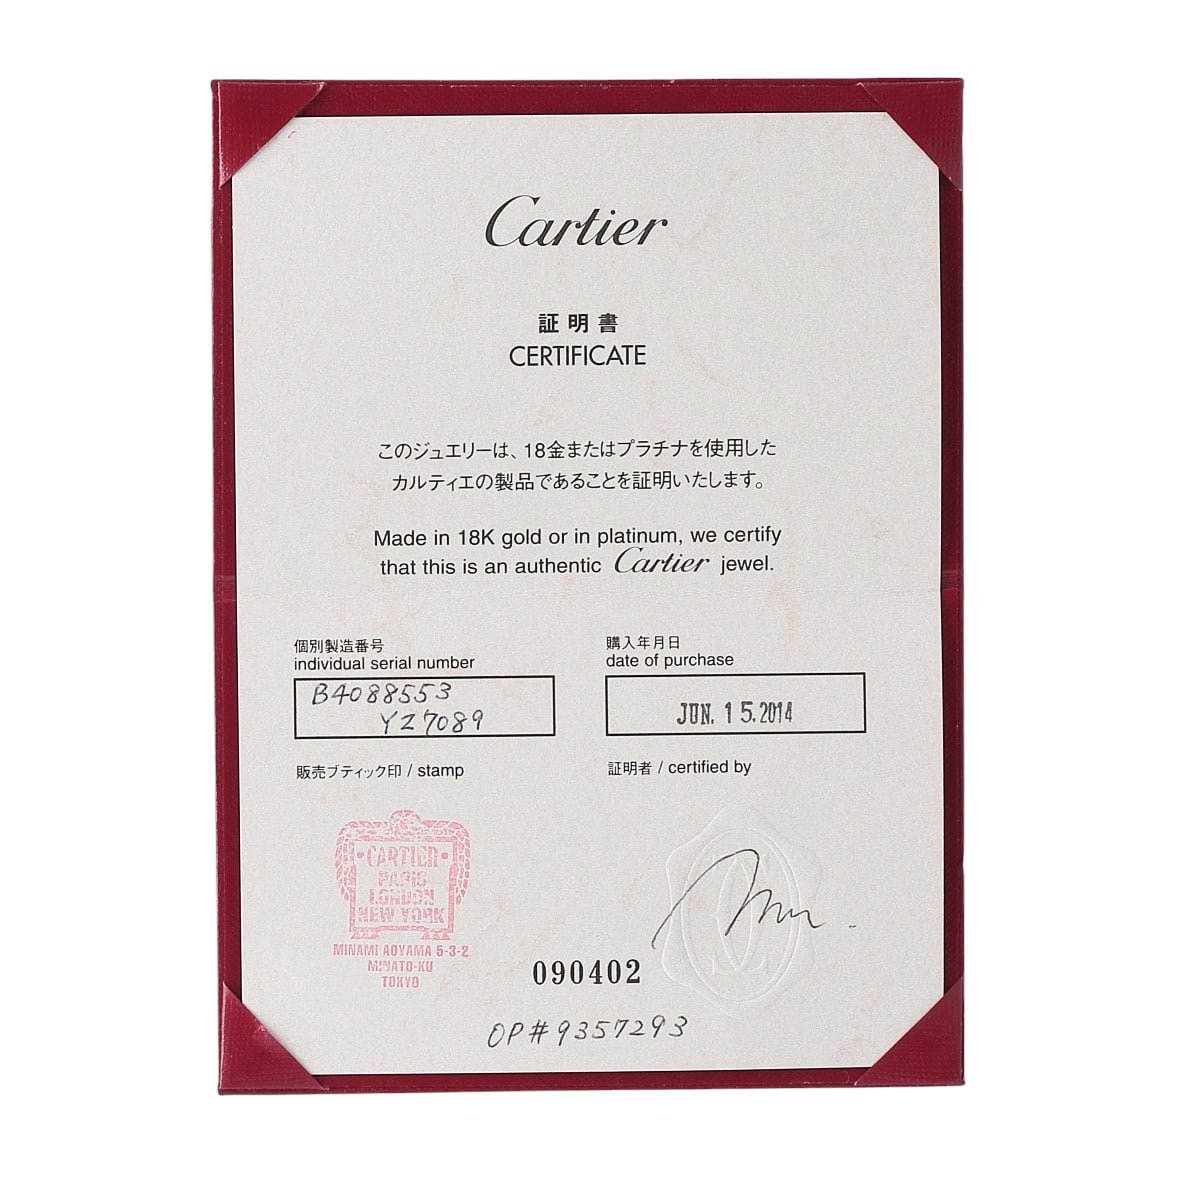 Cartier
証明書
CERTIFICATE
このジュエリーは、18金またはプラチナを使用した
カルティエの製品であることを証明いたします。
Made in 18K gold or in platinum, we certify
that this is an authentic Cartier jewel.
個別製造番号
individual serial number
B4088553
YZ7089
購入年月日
date of purchase
JUN. 15.2014
販売ブティック印 / stamp
証明者 / certified by
•CARTIER•
PARIS
LONDON
NEW YORK
MINAMI AOYAMA 5-3-2
MINATO-KU
TOKYO
090402
OP#9357293